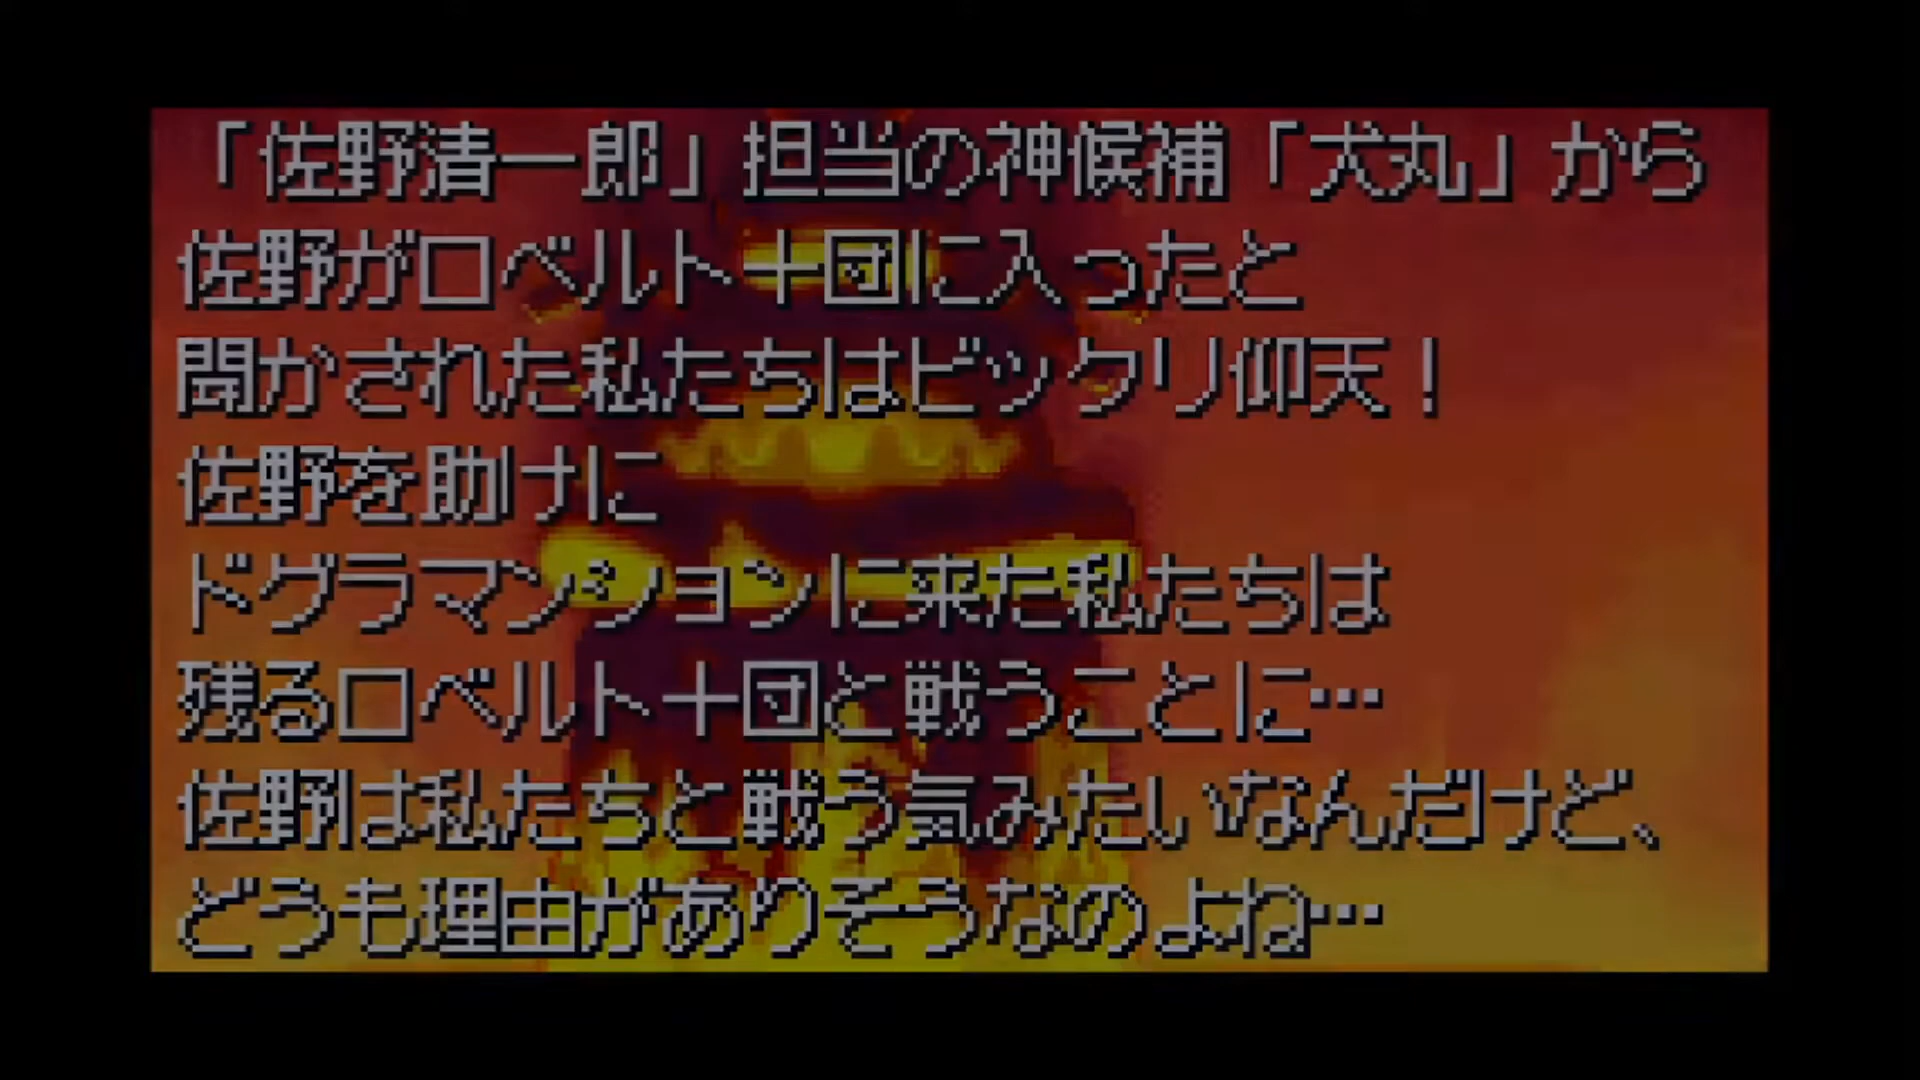 「佐野清一郎」担当の神候補「犬丸」から
佐野がロベルト十団に入ったと
聞かされた私たちはビックリ仰天！
佐野を助けに
ドグラマンションに来た私たちは
残るロベルト十団と戦うことに…
佐野は私たちと戦う気みたいなんだけど、
どうも理由がありそうなのよね…